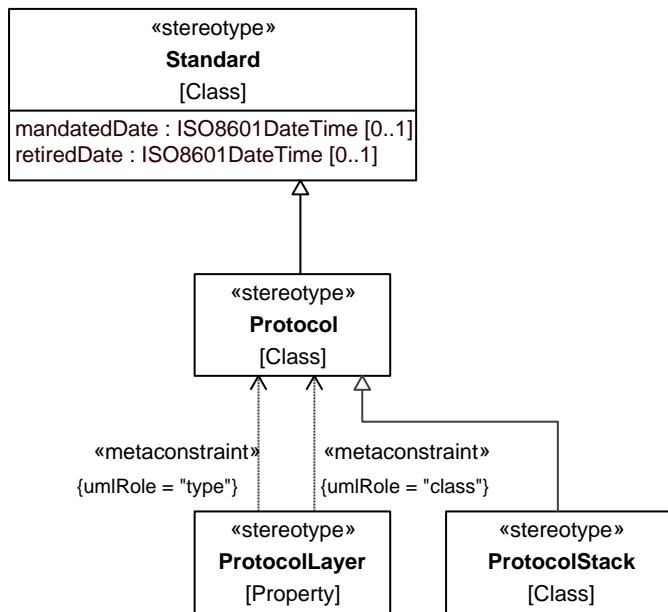 «stereotype»
Standard
[Class]
mandatedDate : ISO8601DateTime [0..1]
retiredDate : ISO8601DateTime [0..1]
«stereotype»
Protocol
[Class]
«metaconstraint»
{umlRole = "type"}
«metaconstraint»
{umlRole = "class"}
«stereotype»
ProtocolLayer
[Property]
«stereotype»
ProtocolStack
[Class]